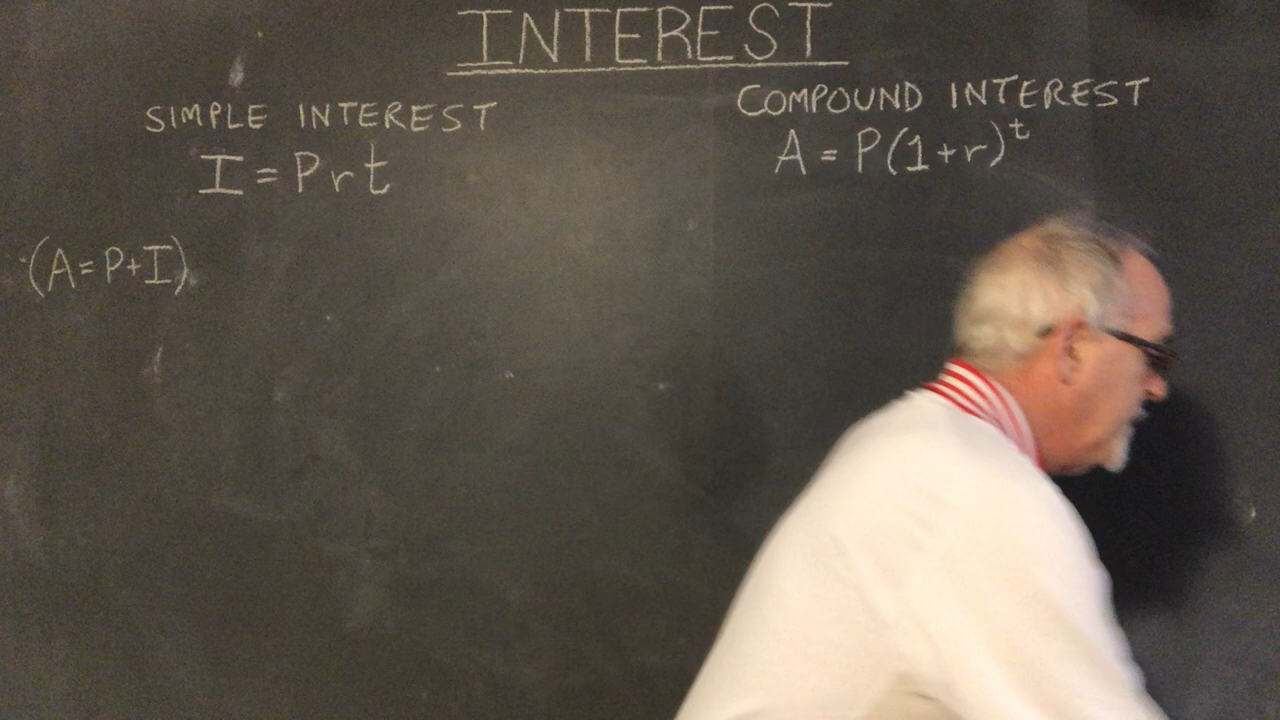 INTEREST
SIMPLE INTEREST
I = Prt
(A = P+I)
COMPOUND INTEREST
A = P(1+r)^t